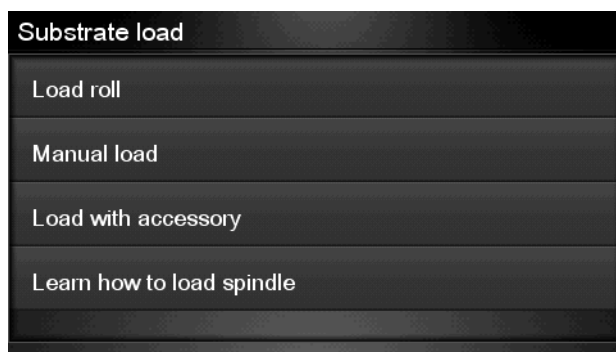 Substrate load
Load roll
Manual load
Load with accessory
Learn how to load spindle